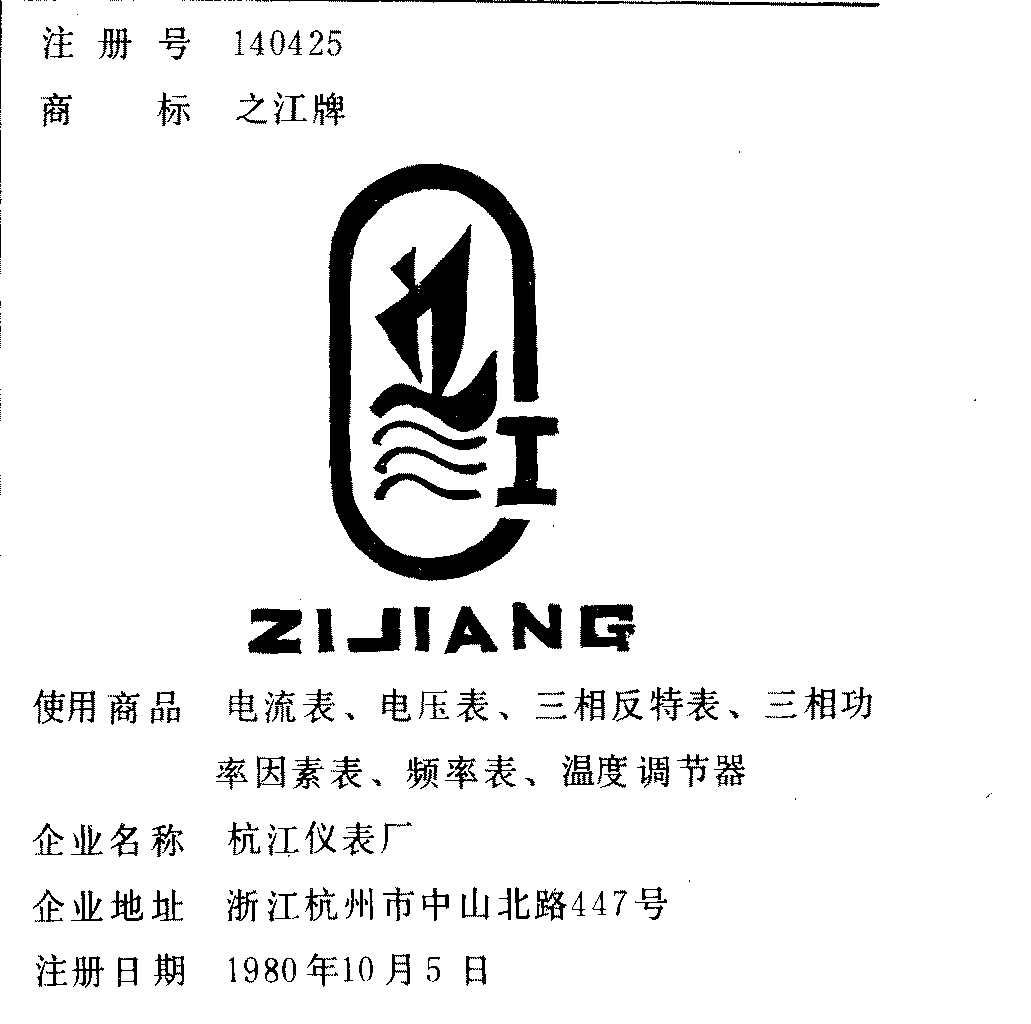 注册号 140425
商标 之江牌
工
ZIJIANG
使用商品 电流表、电压表、三相反特表、三相功
率因素表、频率表、温度调节器
企业名称 杭江仪表厂
企业地址 浙江杭州市中山北路447号
注册日期 1980年10月5日